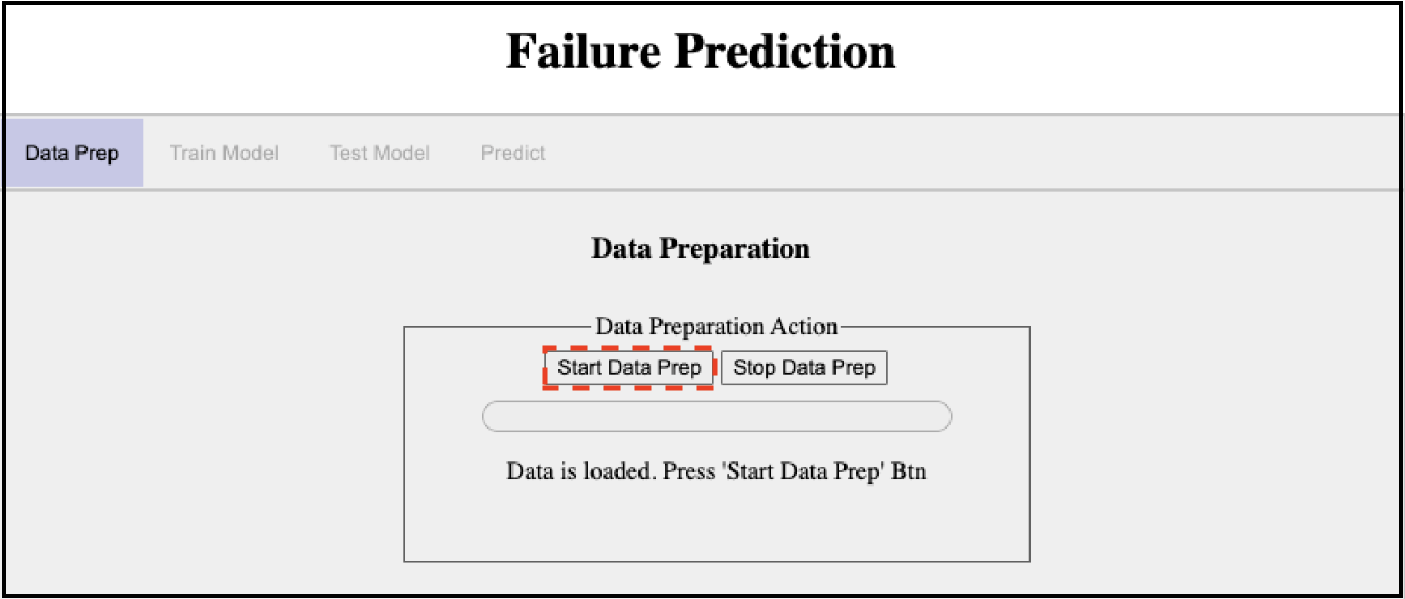 Failure Prediction
Data Prep Train Model Test Model Predict
Data Preparation
Data Preparation Action
Start Data Prep Stop Data Prep
Data is loaded. Press 'Start Data Prep' Btn